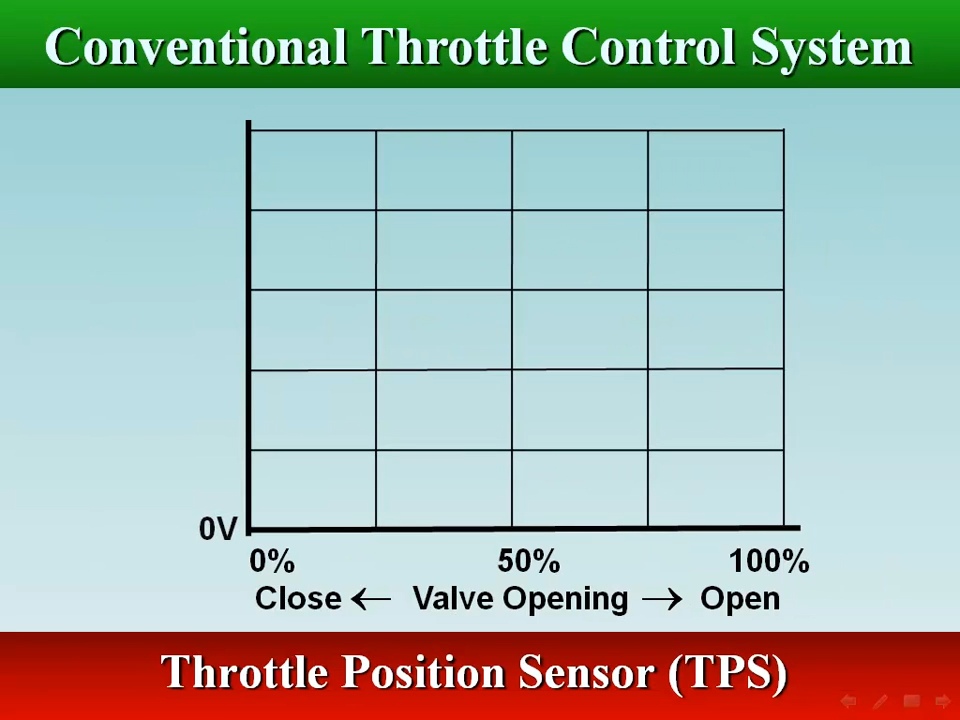 Conventional Throttle Control System
0V
0% 50% 100%
Close ← Valve Opening → Open
Throttle Position Sensor (TPS)